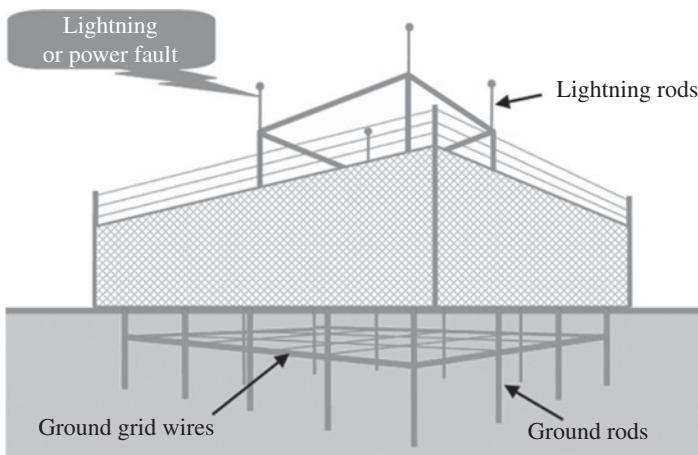 Lightning
or power fault
Lightning rods
Ground grid wires
Ground rods